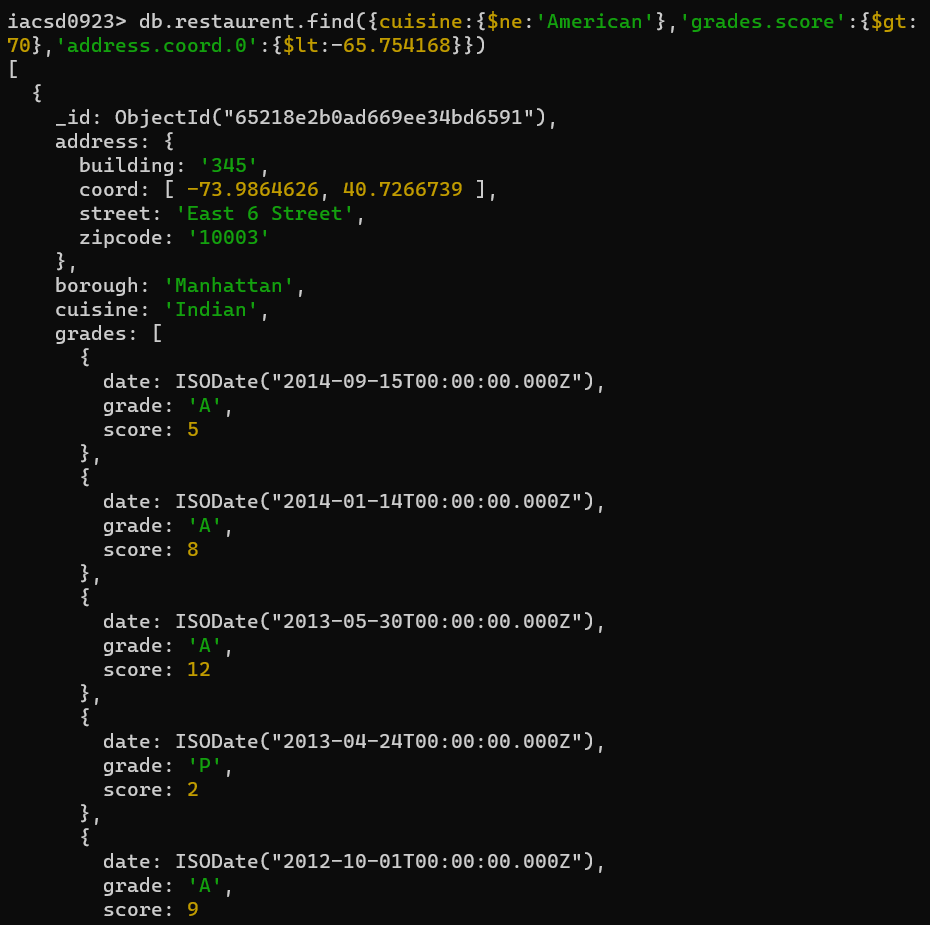 iacsd0923> db.restaurent.find({cuisine:{$ne:'American'},'grades.score':{$gt:
70},'address.coord.0':{$lt:-65.754168}})
[
  {
    _id: ObjectId("65218e2b0ad669ee34bd6591"),
    address: {
      building: '345',
      coord: [ -73.9864626, 40.7266739 ],
      street: 'East 6 Street',
      zipcode: '10003'
    },
    borough: 'Manhattan',
    cuisine: 'Indian',
    grades: [
      {
        date: ISODate("2014-09-15T00:00:00.000Z"),
        grade: 'A',
        score: 5
      },
      {
        date: ISODate("2014-01-14T00:00:00.000Z"),
        grade: 'A',
        score: 8
      },
      {
        date: ISODate("2013-05-30T00:00:00.000Z"),
        grade: 'A',
        score: 12
      },
      {
        date: ISODate("2013-04-24T00:00:00.000Z"),
        grade: 'P',
        score: 2
      },
      {
        date: ISODate("2012-10-01T00:00:00.000Z"),
        grade: 'A',
        score: 9